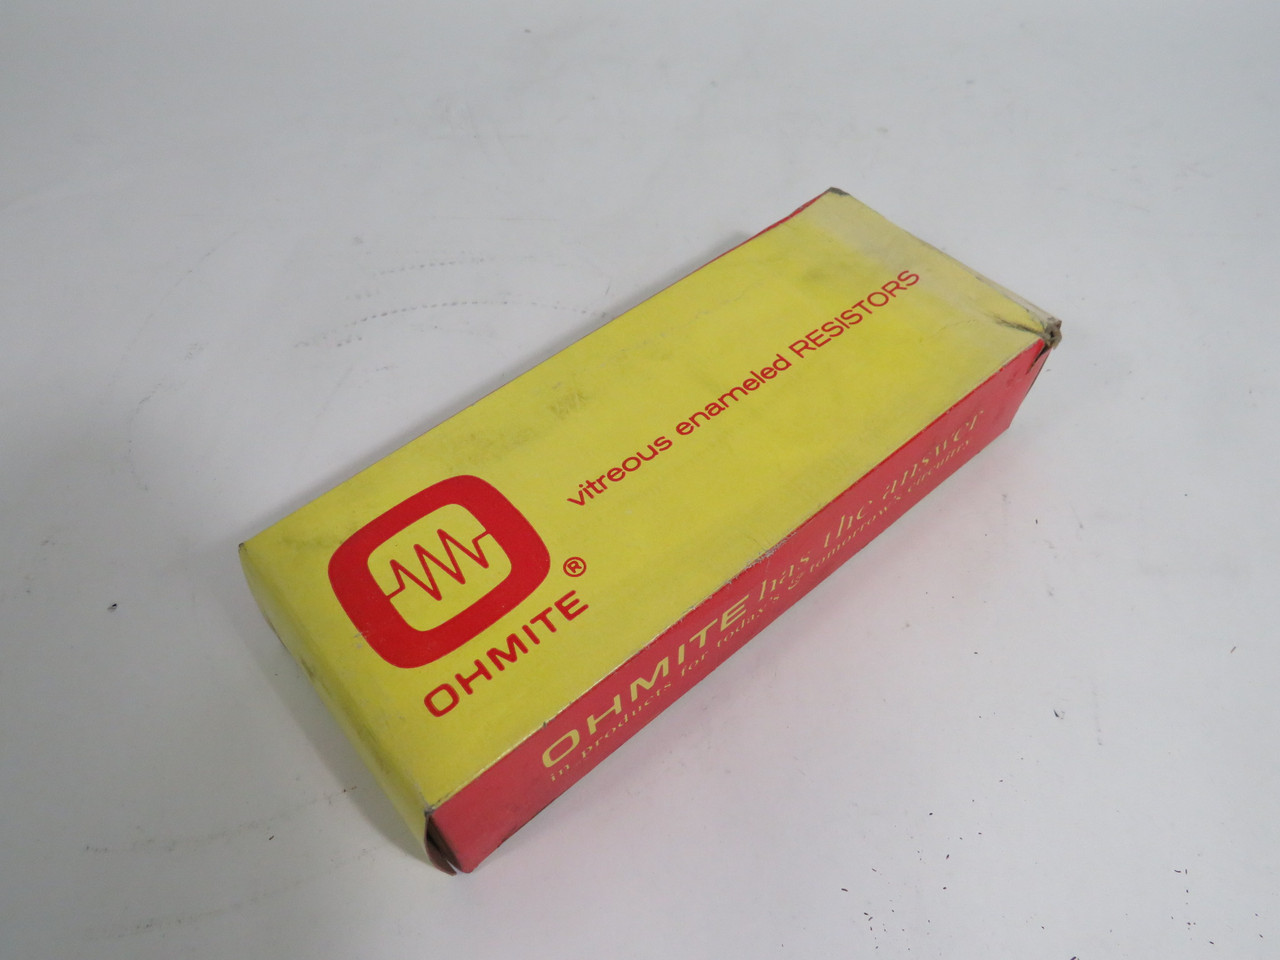 vitreous enameled RESISTORS
OHMITE ®
OHMITE has the answer
in products for today's & tomorrow's circuitry